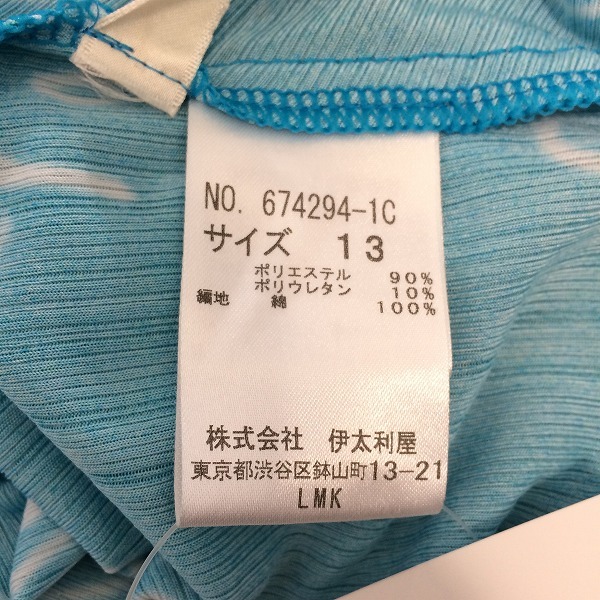 NO. 674294-1C
サイズ 13
ポリエステル 90%
ポリウレタン 10%
編地 綿 100%
株式会社 伊太利屋
東京都渋谷区鉢山町13-21
LMK